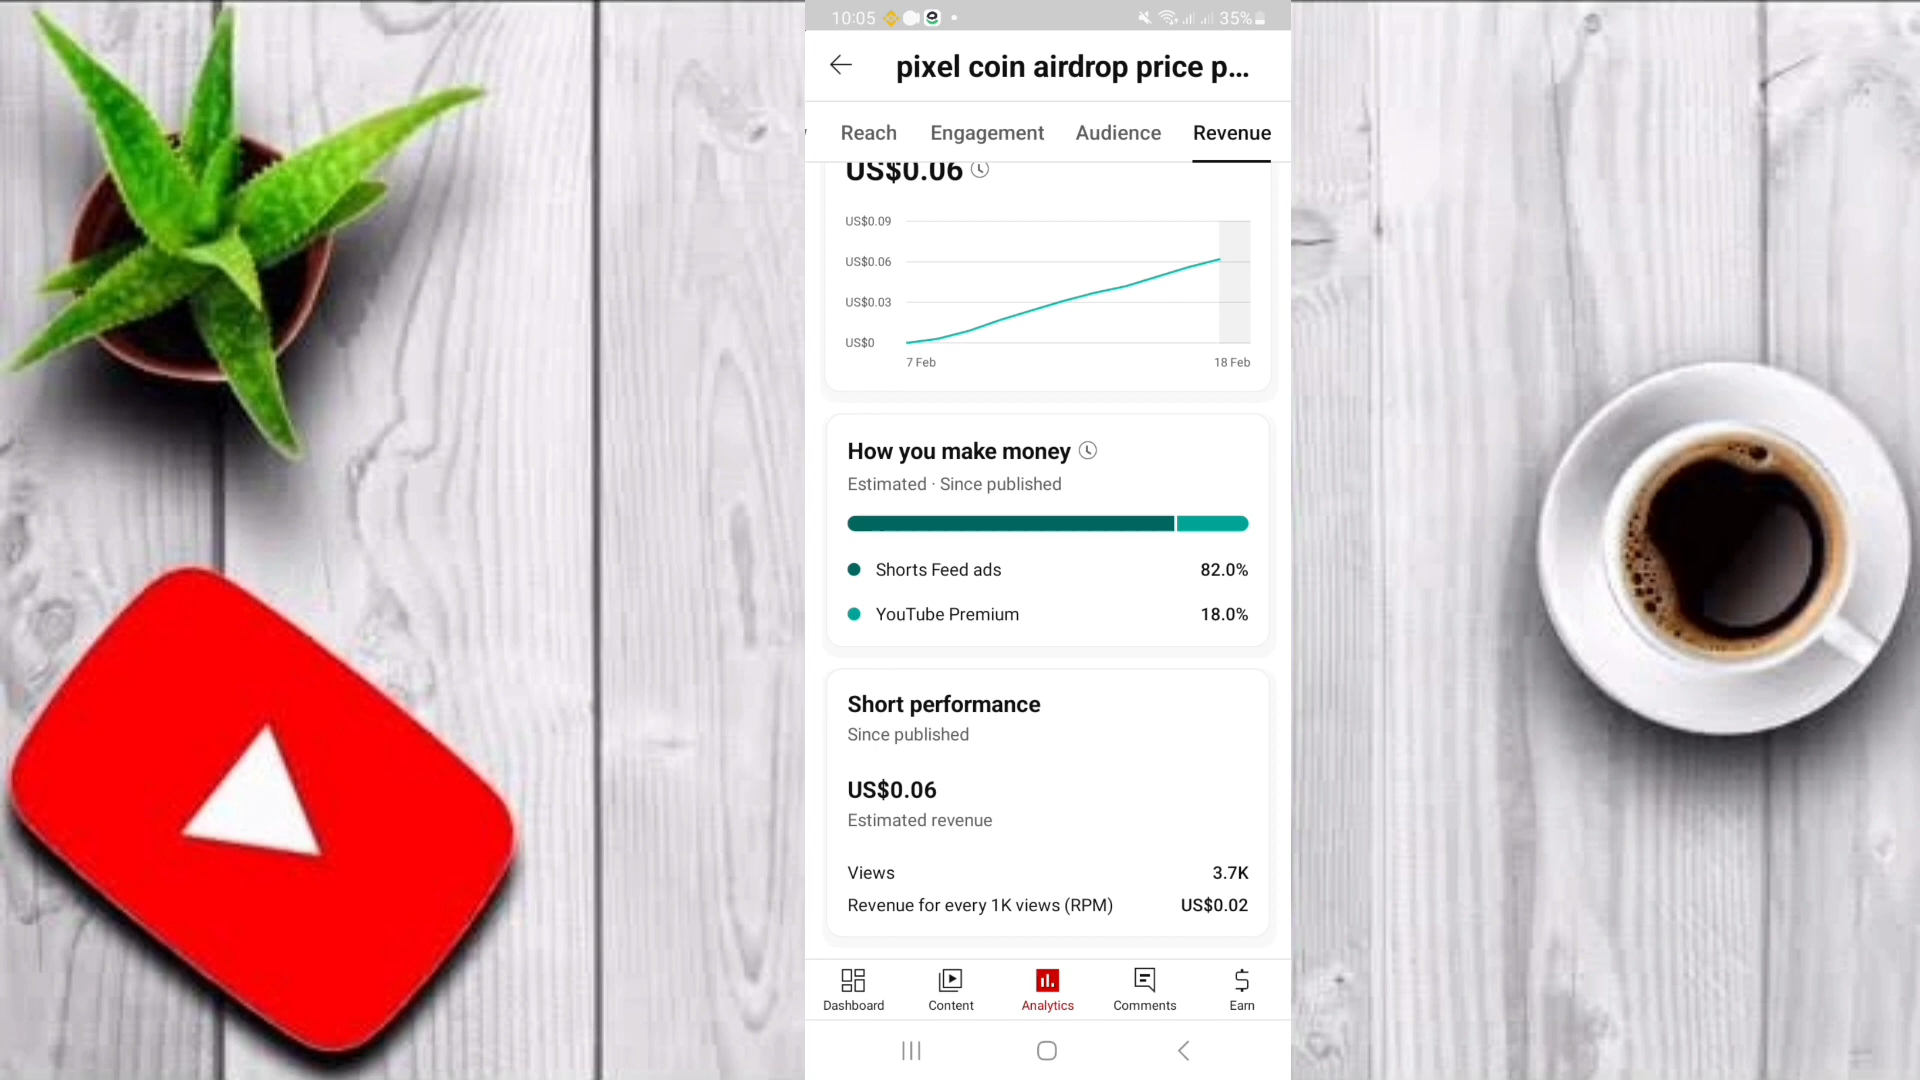 10:05 35%
pixel coin airdrop price p...
Reach Engagement Audience Revenue
US$0.06
US$0.09
US$0.06
US$0.03
US$0
7 Feb 18 Feb
How you make money
Estimated · Since published
Shorts Feed ads 82.0%
YouTube Premium 18.0%
Short performance
Since published
US$0.06
Estimated revenue
Views 3.7K
Revenue for every 1K views (RPM) US$0.02
Dashboard Content Analytics Comments Earn